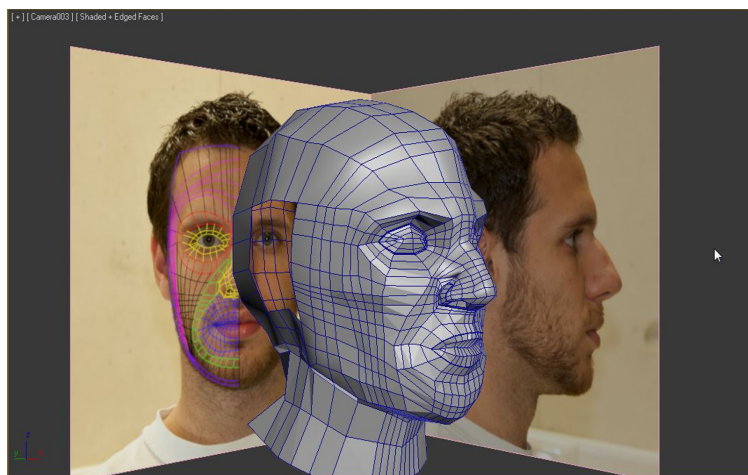 [ + ] [ Camera003 ] [ Shaded + Edged Faces ]